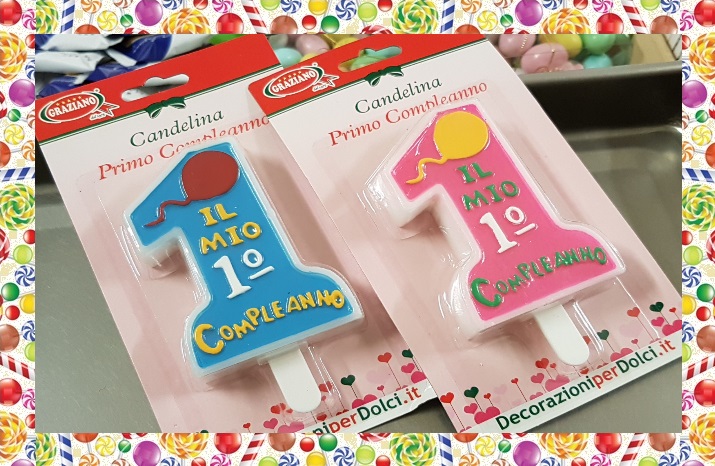 GRAZIANO
Candelina
Primo Compleanno
IL
MIO
1º
COMPLEANNO
niperDolci.it
GRAZIANO
Candelina
Primo Compleanno
IL
MIO
1º
COMPLEANNO
DecorazioniperDolci.it